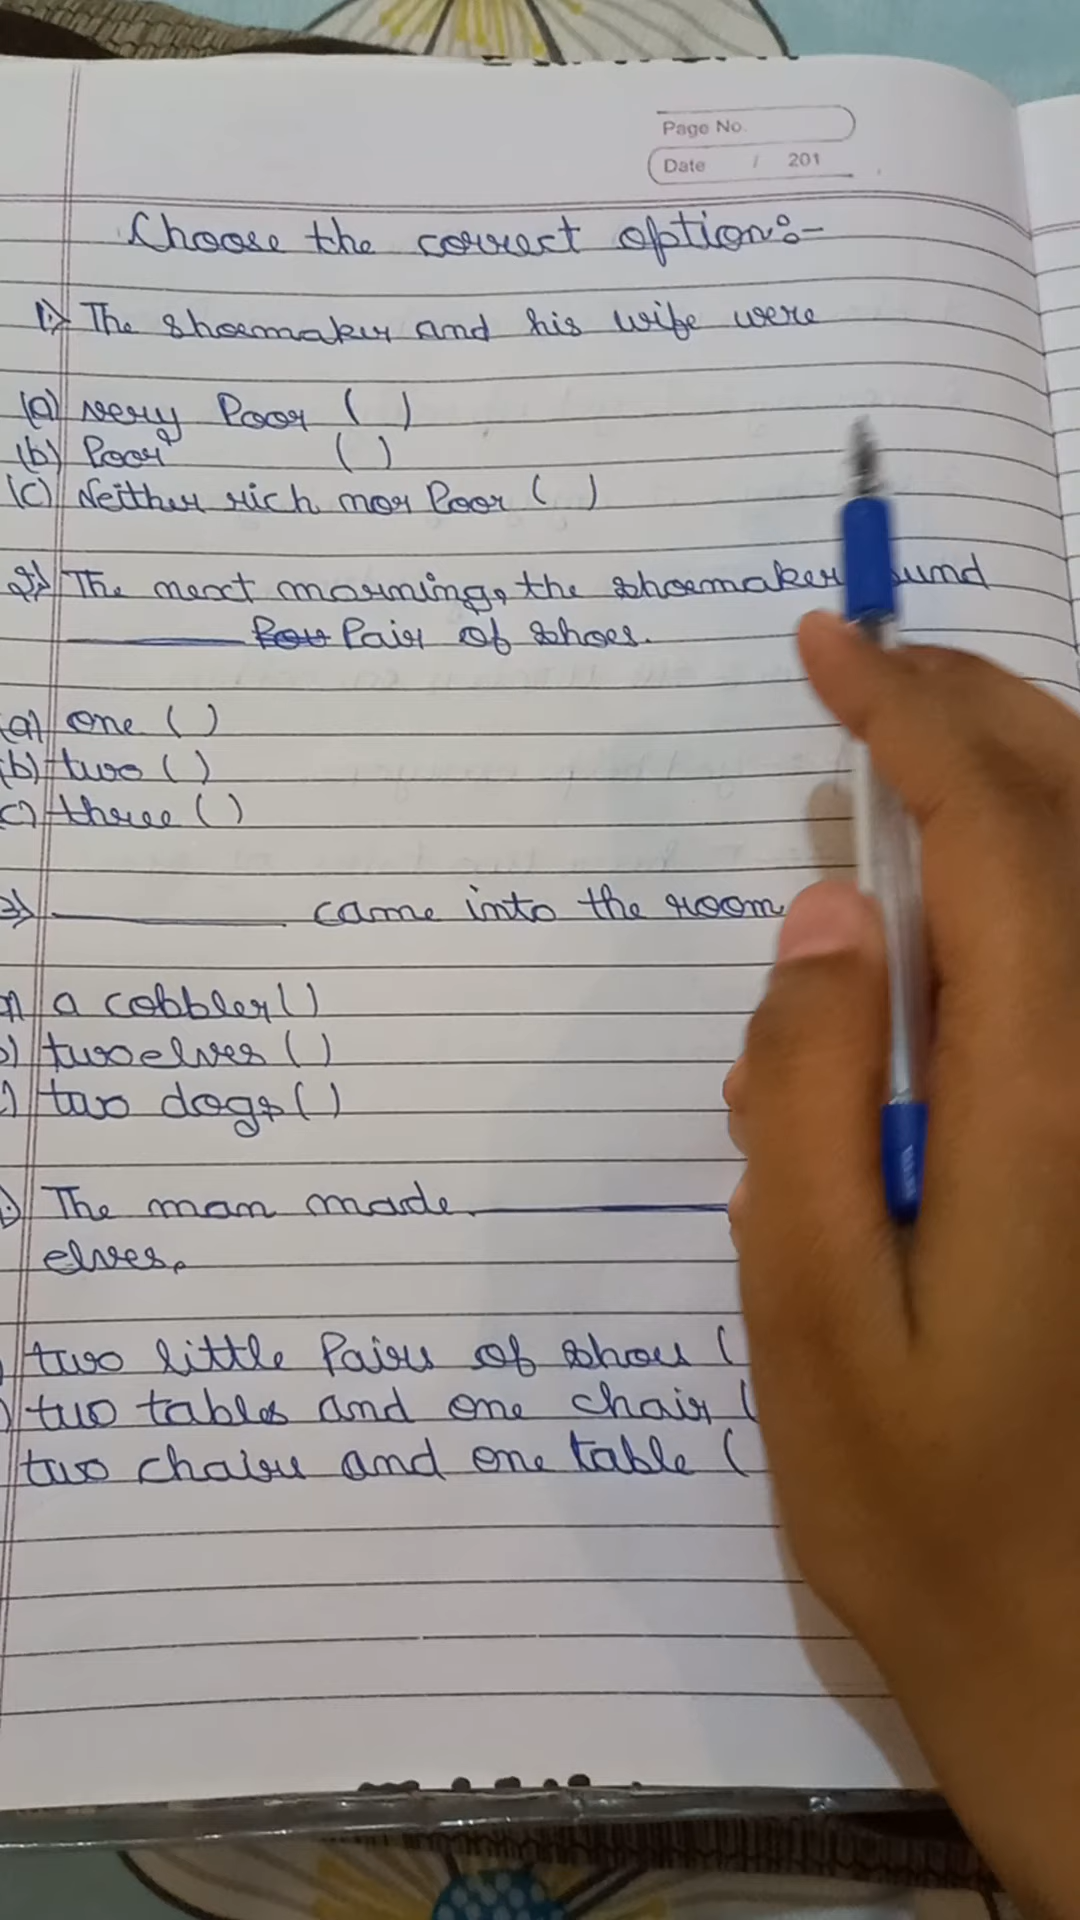 Page No.
Date / 201
Choose the correct option:-
1.) The shoemaker and his wife were
(a) very Poor ( )
(b) Poor ( )
(c) Neither rich nor Poor ( )
2.) The next morning, the shoemaker
Pair of shoes.
(a) one ( )
(b) two ( )
c) three ( )
3) came into the room
a cobbler ( )
two elves ( )
two dogs ( )
The man made
elves.
two little Pairs of shoes (
two tables and one chair (
two chairs and one table (